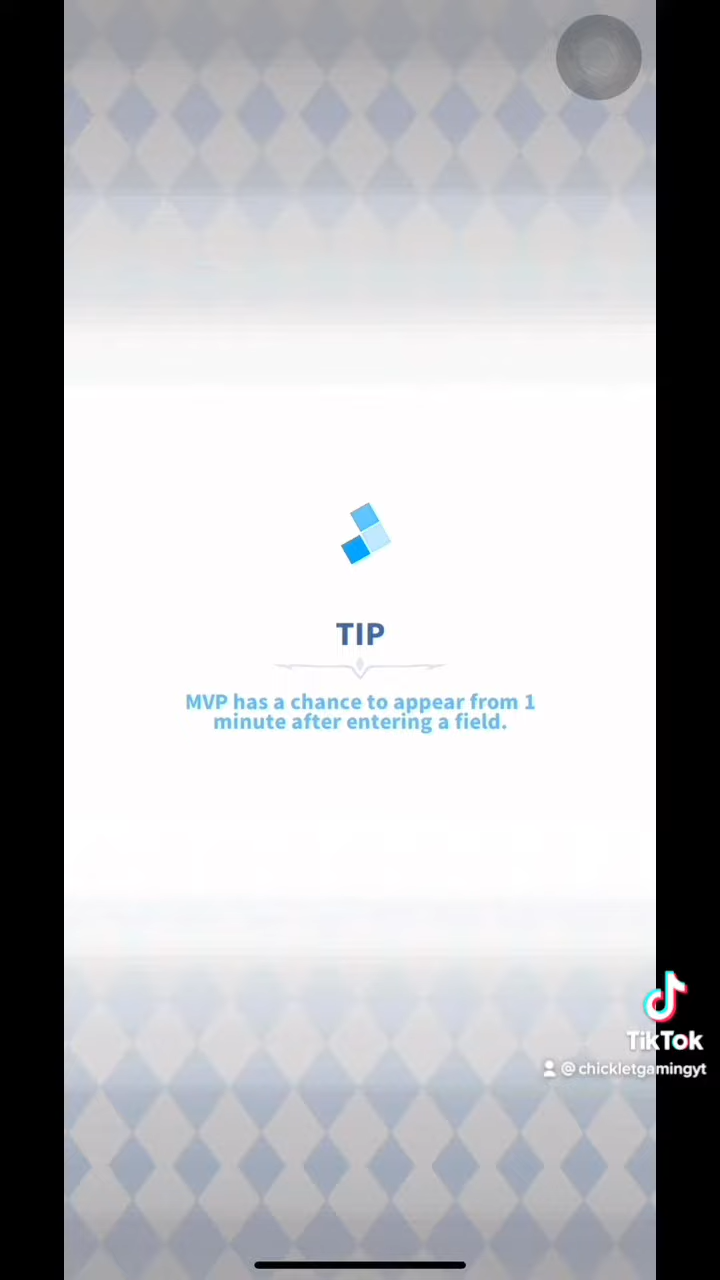 TIP
MVP has a chance to appear from 1
minute after entering a field.
TikTok
@chickletgamingyt